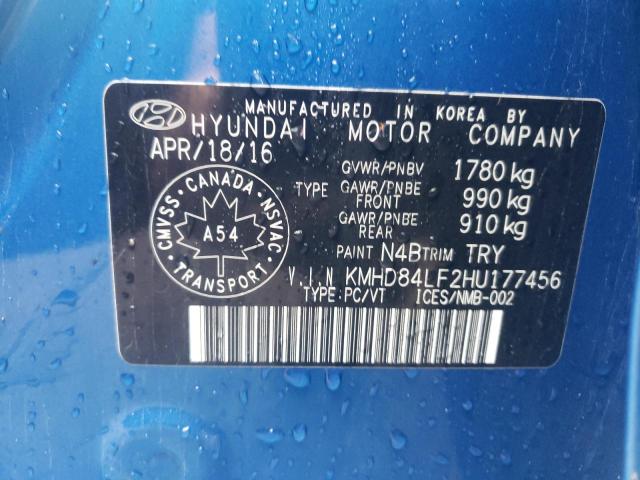 MANUFACTURED IN KOREA BY
HYUNDAI MOTOR COMPANY
APR/18/16
GVWR/PNBV 1780 kg
TYPE GAWR/PNBE FRONT 990 kg
GAWR/PNBE REAR 910 kg
PAINT N4B TRIM TRY
V.I.N KMHD84LF2HU177456
TYPE:PC/VT ICES/NMB-002
CMVSS · CANADA · NSVAC
A54